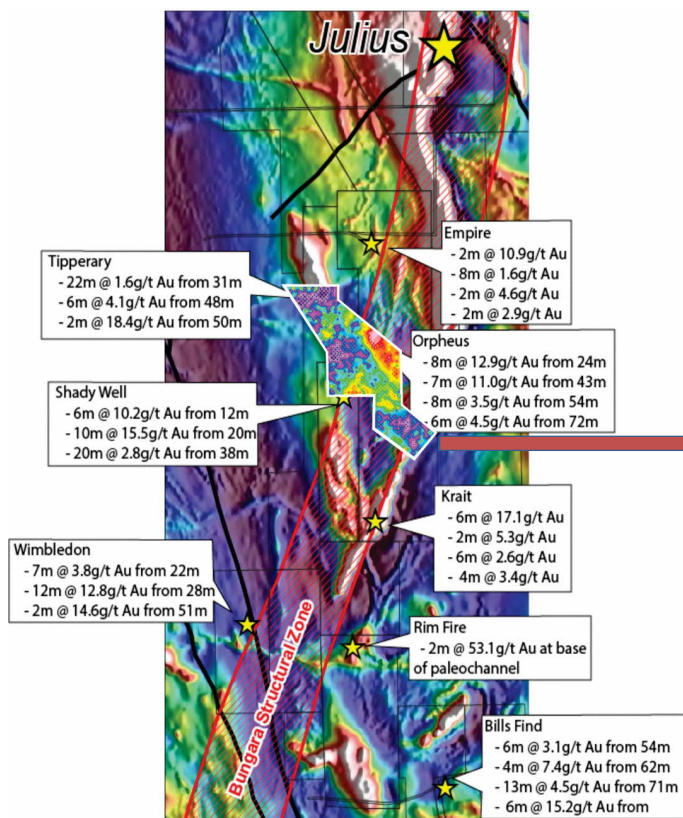 Julius
Empire
- 2m @ 10.9g/t Au
- 8m @ 1.6g/t Au
- 2m @ 4.6g/t Au
- 2m @ 2.9g/t Au
Tipperary
- 22m @ 1.6g/t Au from 31m
- 6m @ 4.1g/t Au from 48m
- 2m @ 18.4g/t Au from 50m
Orpheus
- 8m @ 12.9g/t Au from 24m
- 7m @ 11.0g/t Au from 43m
- 8m @ 3.5g/t Au from 54m
6m @ 4.5g/t Au from 72m
Shady Well
- 6m @ 10.2g/t Au from 12m
- 10m @ 15.5g/t Au from 20m
- 20m @ 2.8g/t Au from 38m
Krait
- 6m @ 17.1g/t Au
- 2m @ 5.3g/t Au
- 6m @ 2.6g/t Au
- 4m @ 3.4g/t Au
Wimbledon
- 7m @ 3.8g/t Au from 22m
- 12m @ 12.8g/t Au from 28m
- 2m @ 14.6g/t Au from 51m
Rim Fire
- 2m @ 53.1g/t Au at base
of paleochannel
Bungara Structural Zone
Bills Find
- 6m @ 3.1g/t Au from 54m
- 4m @ 7.4g/t Au from 62m
- 13m @ 4.5g/t Au from 71m
- 6m @ 15.2g/t Au from